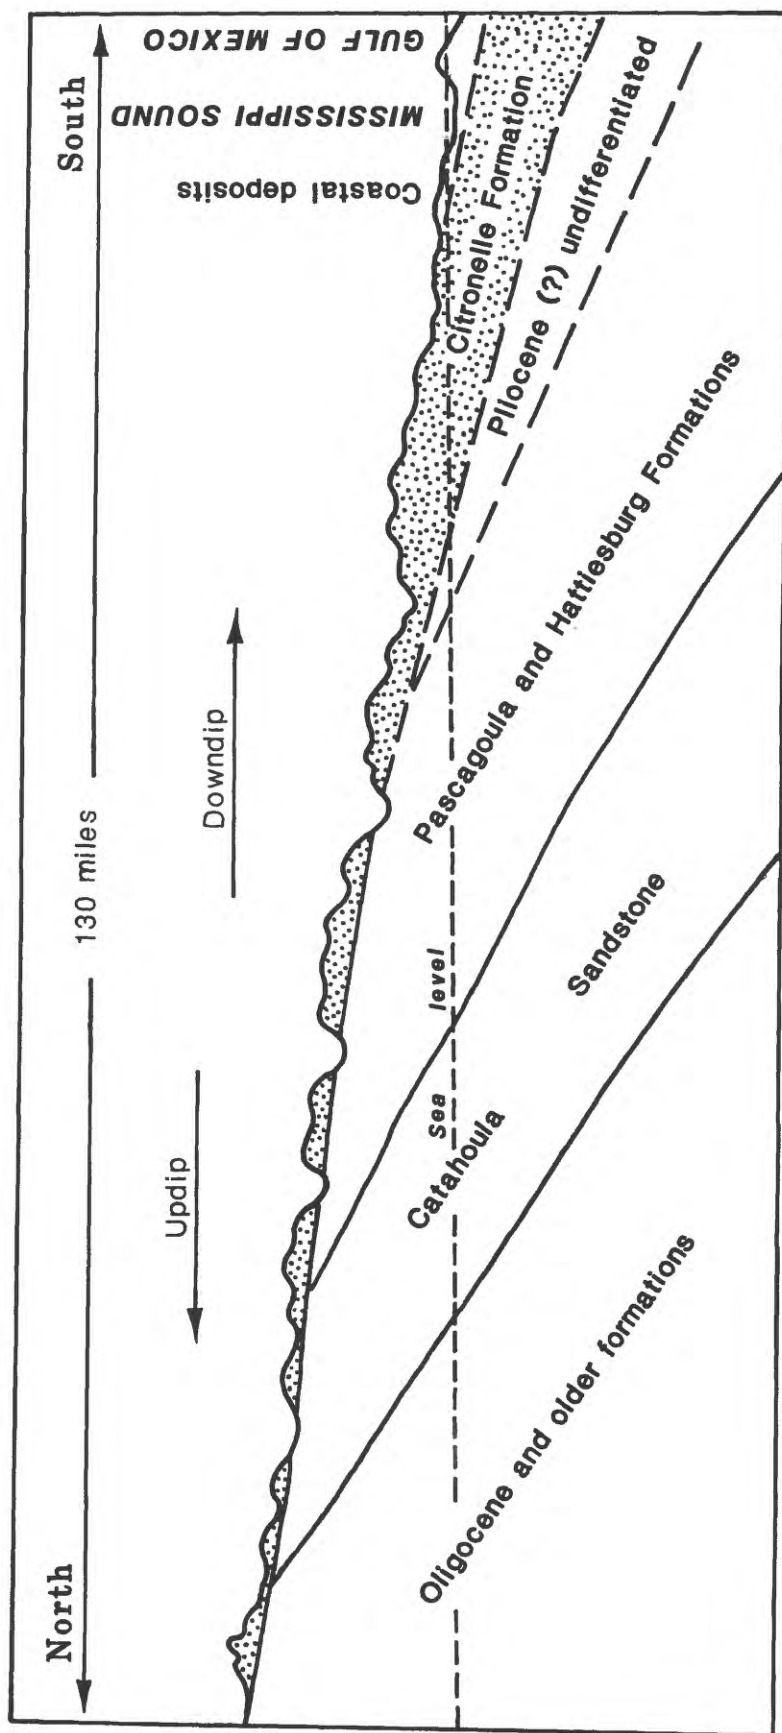 North
South
130 miles
Updip
Downdip
Coastal deposits
MISSISSIPPI SOUND
GULF OF MEXICO
Citronelle Formation
Pliocene (?) undifferentiated
Pascagoula and Hattiesburg Formations
Sea level
Catahoula Sandstone
Oligocene and older formations